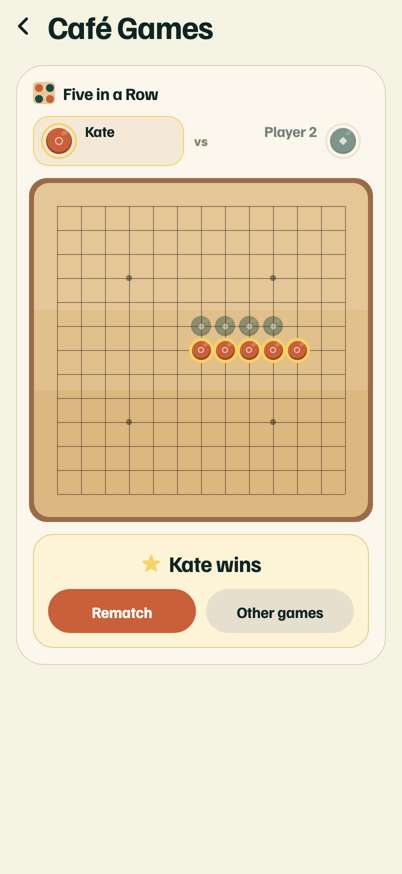 Café Games
Five in a Row
Kate
vs
Player 2
Kate wins
Rematch
Other games